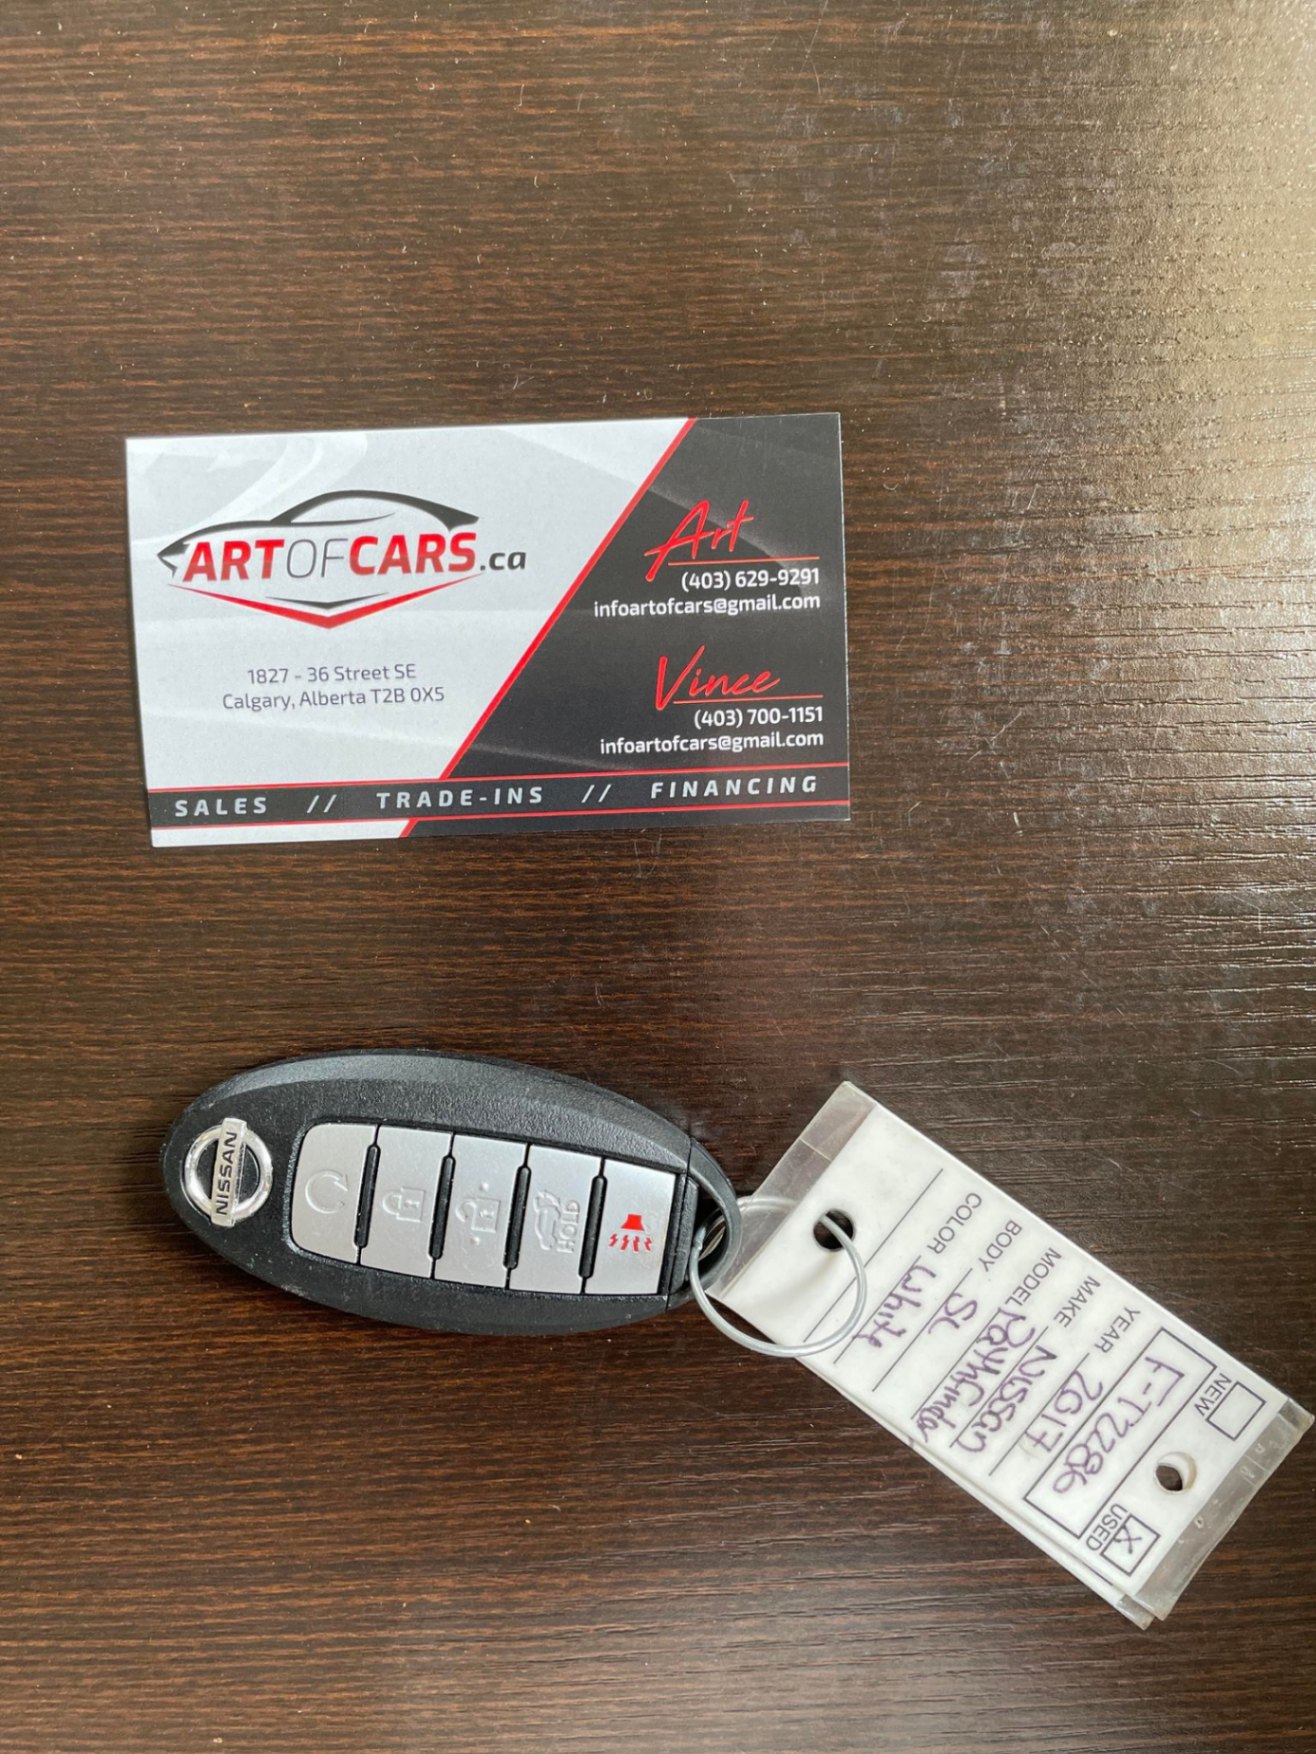 ARTOFCARS.ca
1827 - 36 Street SE
Calgary, Alberta T2B 0X5
Art
(403) 629-9291
infoartofcars@gmail.com
Vince
(403) 700-1151
infoartofcars@gmail.com
SALES // TRADE-INS // FINANCING
NISSAN
HOLD
NEW
USED X
F-T2286
YEAR 2017
MAKE NISSAN
MODEL Pathfinder
BODY SL
COLOR White